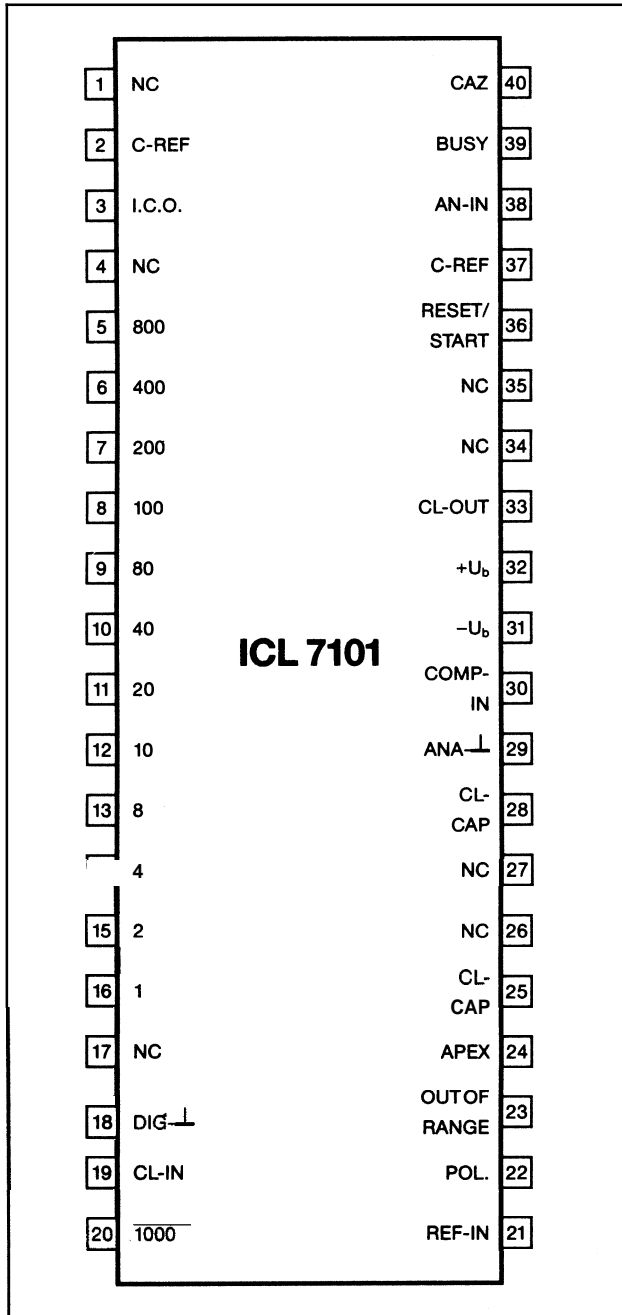 1 NC CAZ 40
2 C-REF BUSY 39
3 I.C.O. AN-IN 38
4 NC C-REF 37
5 800 RESET/
START 36
6 400 NC 35
7 200 NC 34
8 100 CL-OUT 33
9 80 +Ub 32
10 40 –Ub 31
ICL 7101
11 20 COMP-
IN 30
12 10 ANA-⊥ 29
13 8 CL-
CAP 28
4 NC 27
15 2 NC 26
16 1 CL-
CAP 25
17 NC APEX 24
18 DIG-⊥ OUT OF
RANGE 23
19 CL-IN POL. 22
20 1000 REF-IN 21